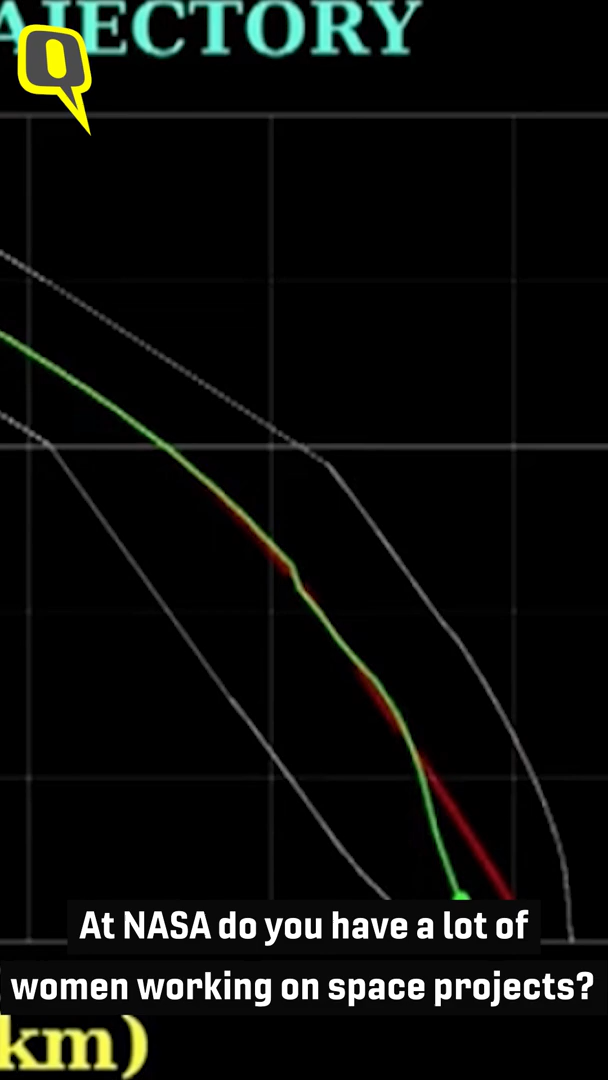 AJECTORY
At NASA do you have a lot of
women working on space projects?
km)